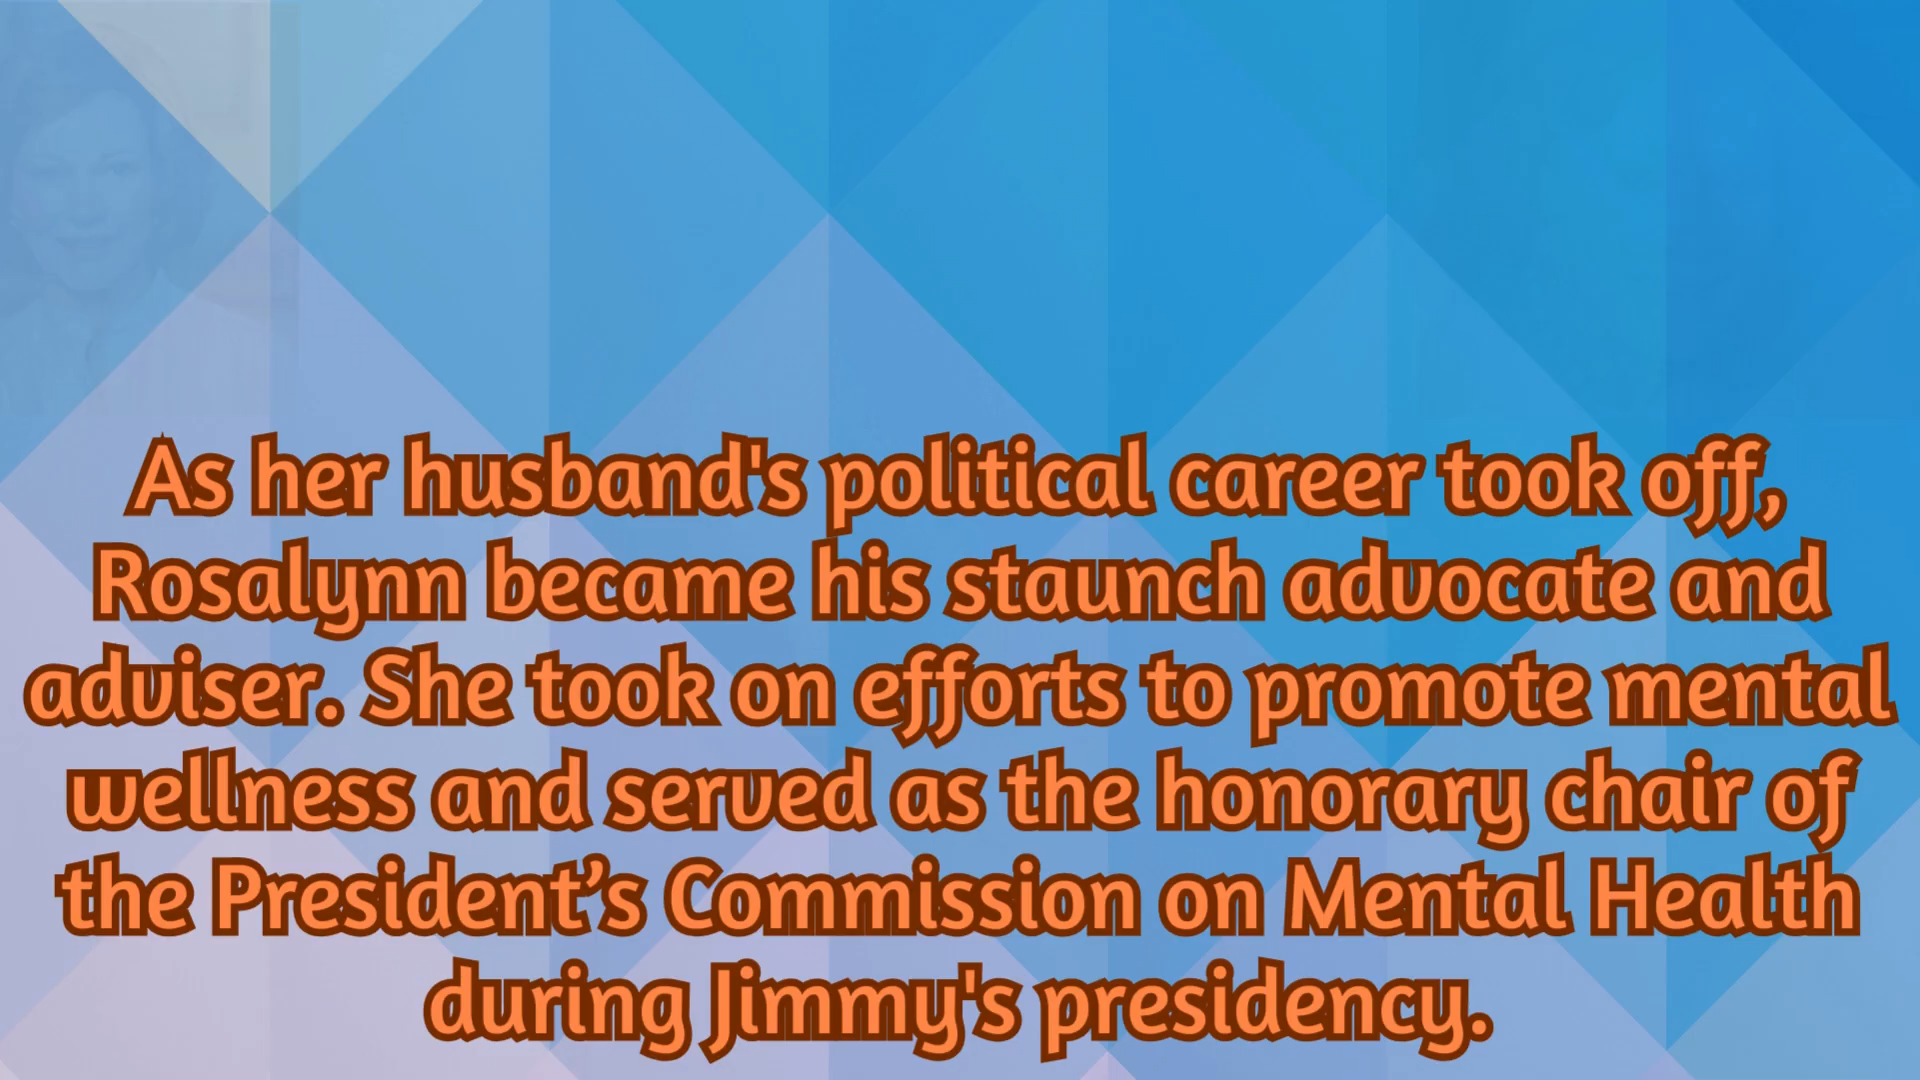 As her husband's political career took off,
Rosalynn became his staunch advocate and
adviser. She took on efforts to promote mental
wellness and served as the honorary chair of
the President’s Commission on Mental Health
during Jimmy's presidency.